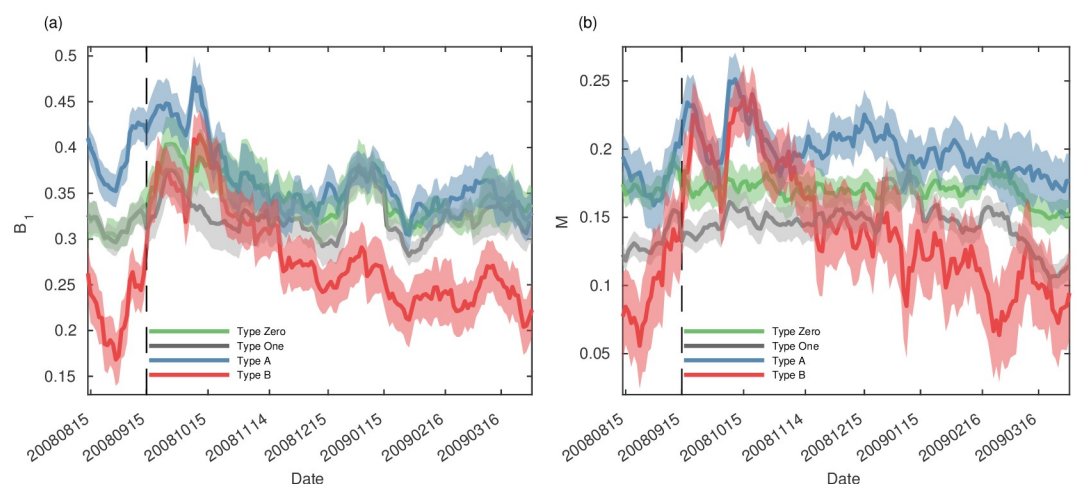 (a)
0.5
0.45
0.4
0.35
0.3
0.25
0.2
0.15
B1
Type Zero
Type One
Type A
Type B
20080815
20080915
20081015
20081114
20081215
20090115
20090216
20090316
Date
(b)
0.25
0.2
0.15
0.1
0.05
M
Type Zero
Type One
Type A
Type B
20080815
20080915
20081015
20081114
20081215
20090115
20090216
20090316
Date